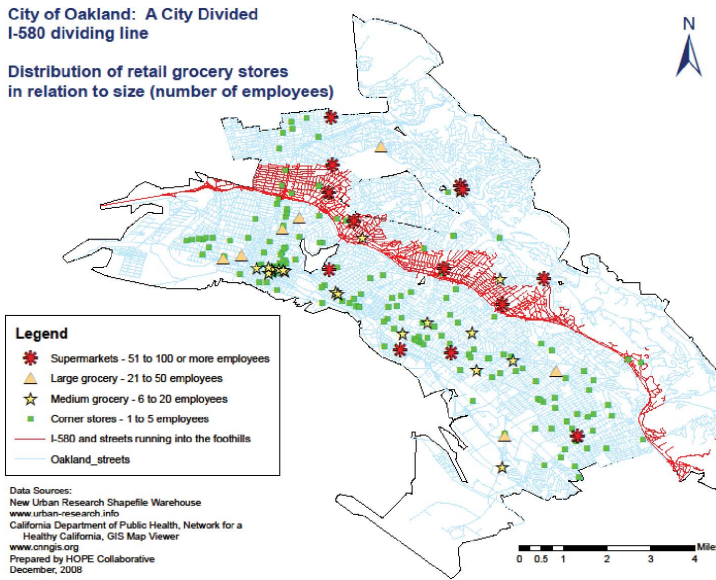 City of Oakland: A City Divided
I-580 dividing line
Distribution of retail grocery stores
in relation to size (number of employees)
N
Legend
Supermarkets - 51 to 100 or more employees
Large grocery - 21 to 50 employees
Medium grocery - 6 to 20 employees
Corner stores - 1 to 5 employees
I-580 and streets running into the foothills
Oakland_streets
Data Sources:
New Urban Research Shapefile Warehouse
www.urban-research.info
California Department of Public Health, Network for a
Healthy California, GIS Map Viewer
www.cnngis.org
Prepared by HOPE Collaborative
December, 2008
Miles
0 0.5 1 2 3 4